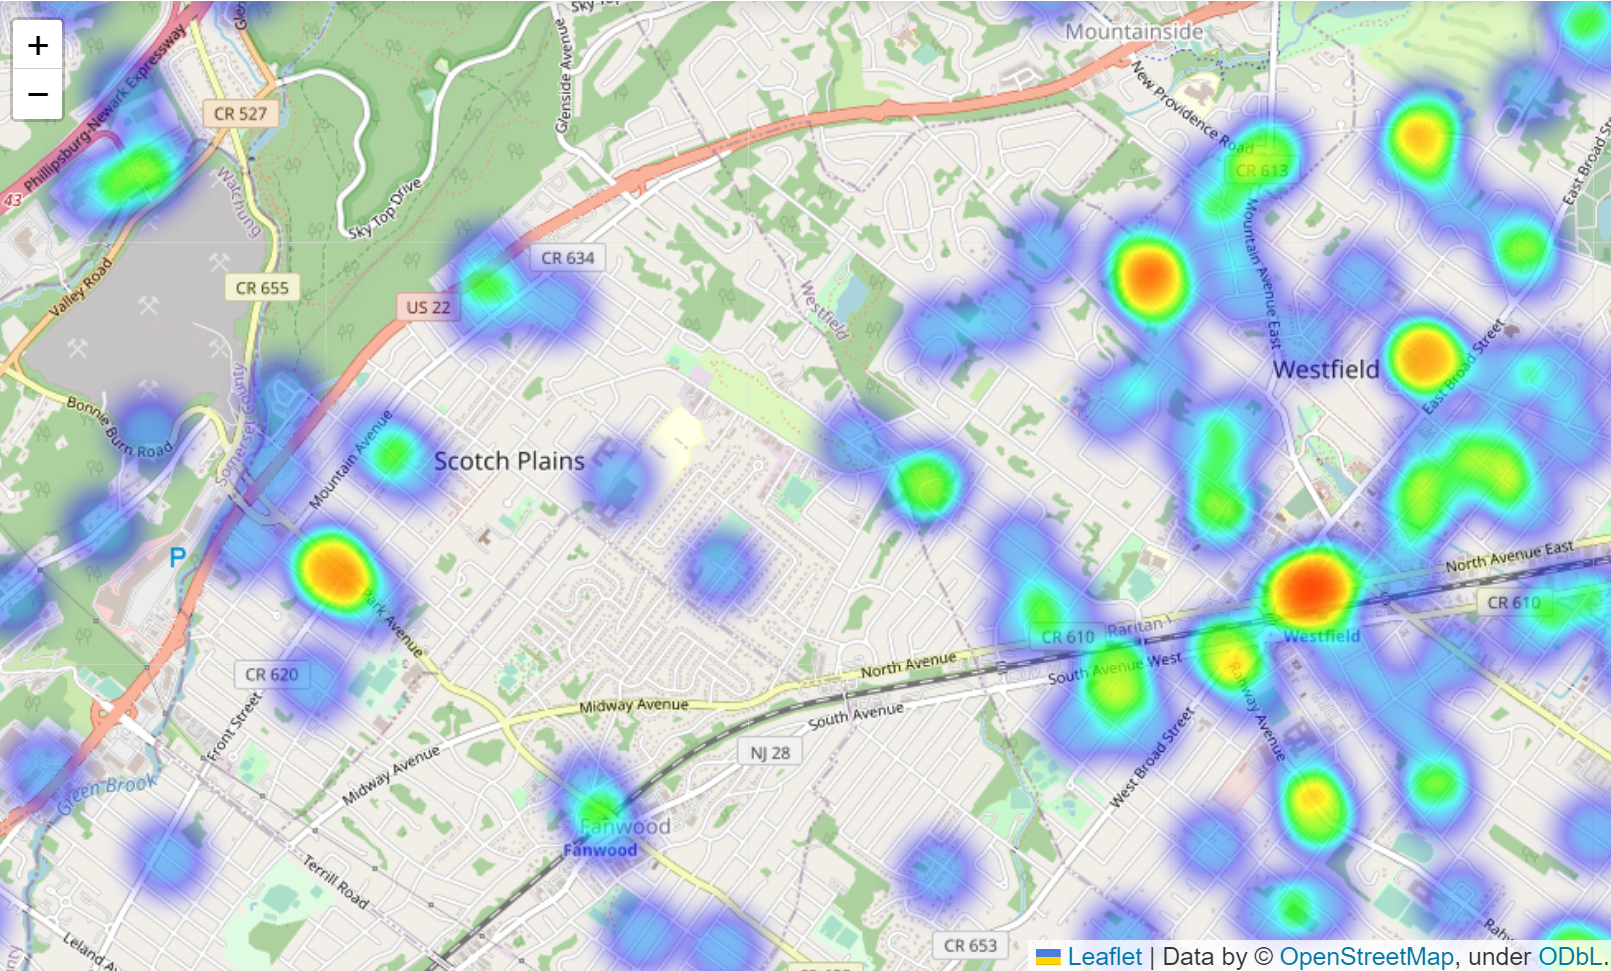 +
−
Phillipsburg-Newark Expressway
43
CR 527
Glenside Avenue
Mountainside
New Providence Road
CR 613
East Broad Street
Watchung
Sky Top Drive
CR 634
Valley Road
CR 655
US 22
Westfield
Mountain Avenue East
Westfield
East Broad Street
Bonnie Burn Road
Somerset County
Mountain Avenue
Scotch Plains
P
Park Avenue
North Avenue East
CR 610
CR 610
Raritan
Westfield
North Avenue
South Avenue West
Rahway Avenue
CR 620
Front Street
Midway Avenue
South Avenue
NJ 28
Midway Avenue
West Broad Street
Green Brook
Fanwood
Fanwood
Terrill Road
CR 653
Leland
+ Leaflet | Data by © OpenStreetMap, under ODbL.